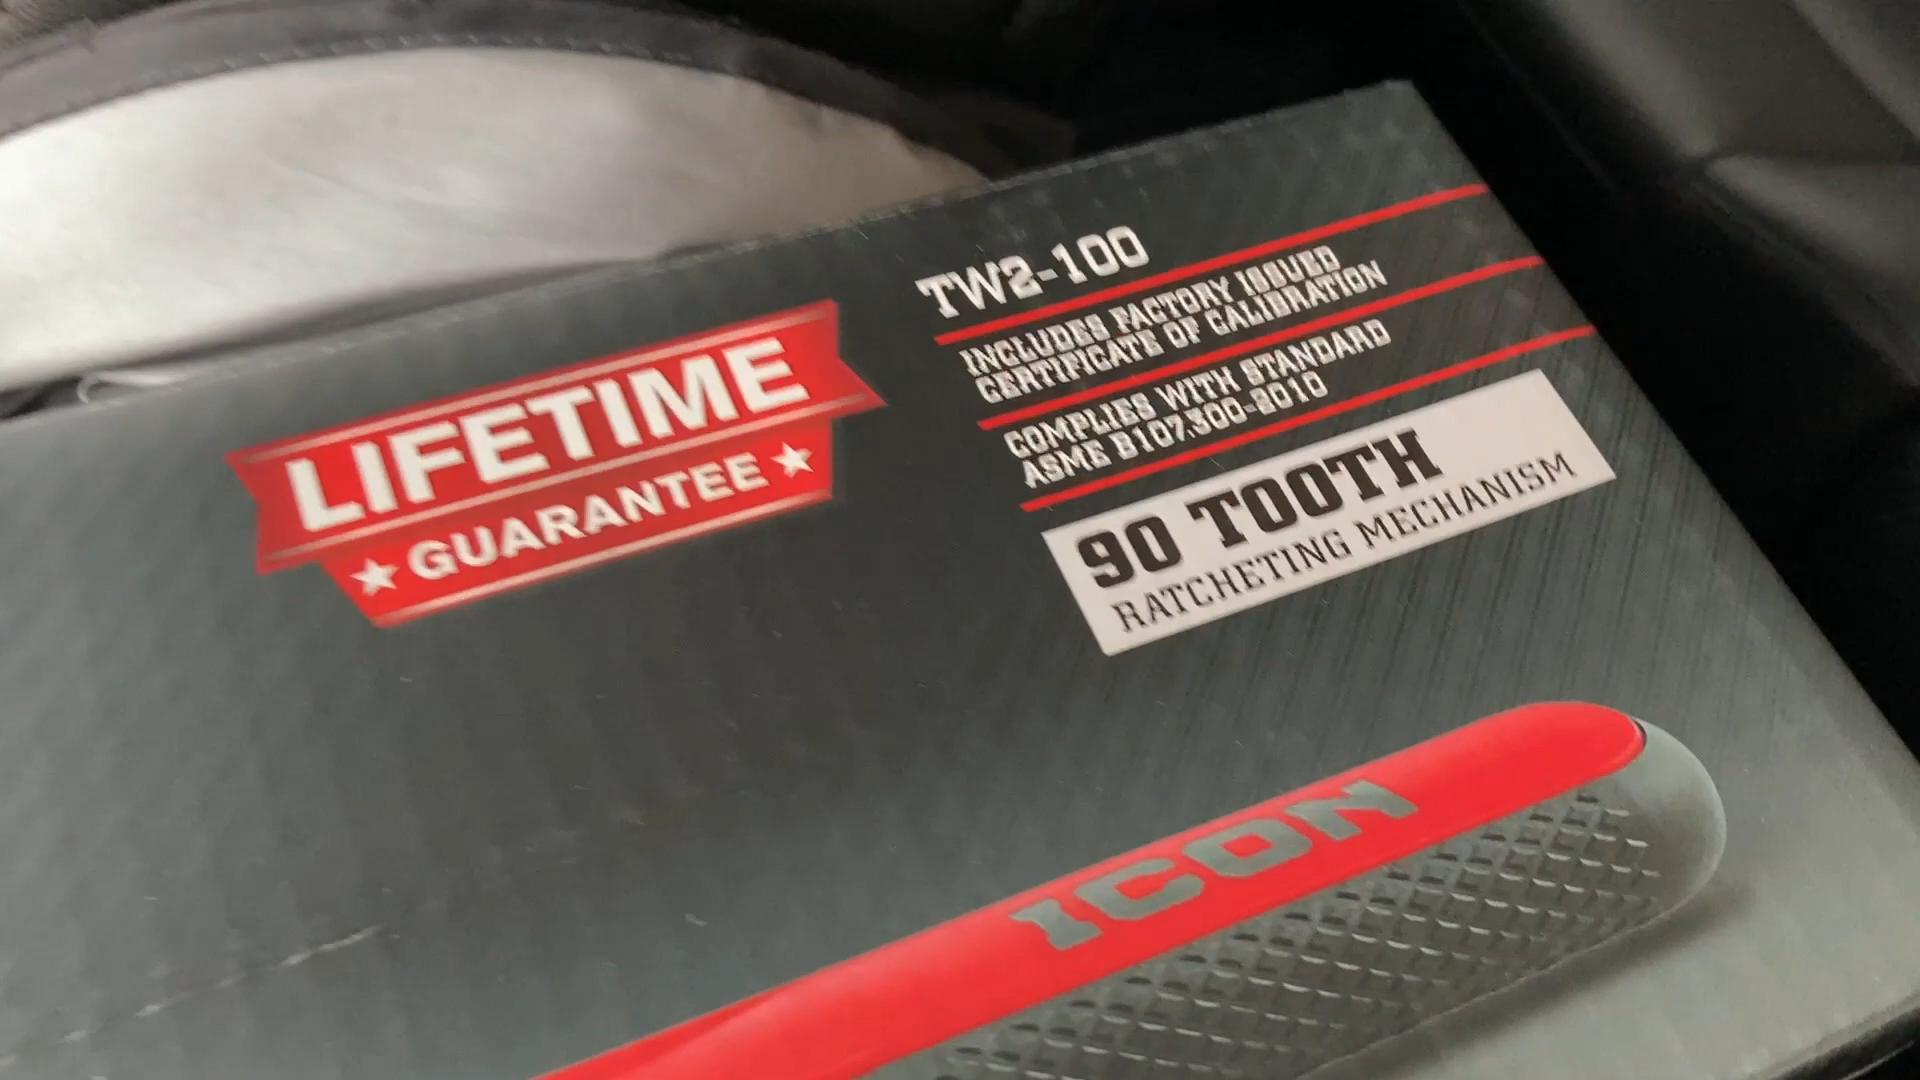 TW2-100
INCLUDES FACTORY ISSUED
CERTIFICATE OF CALIBRATION
COMPLIES WITH STANDARD
ASME B107.300-2010
LIFETIME
GUARANTEE
90 TOOTH
RATCHETING MECHANISM
ICON